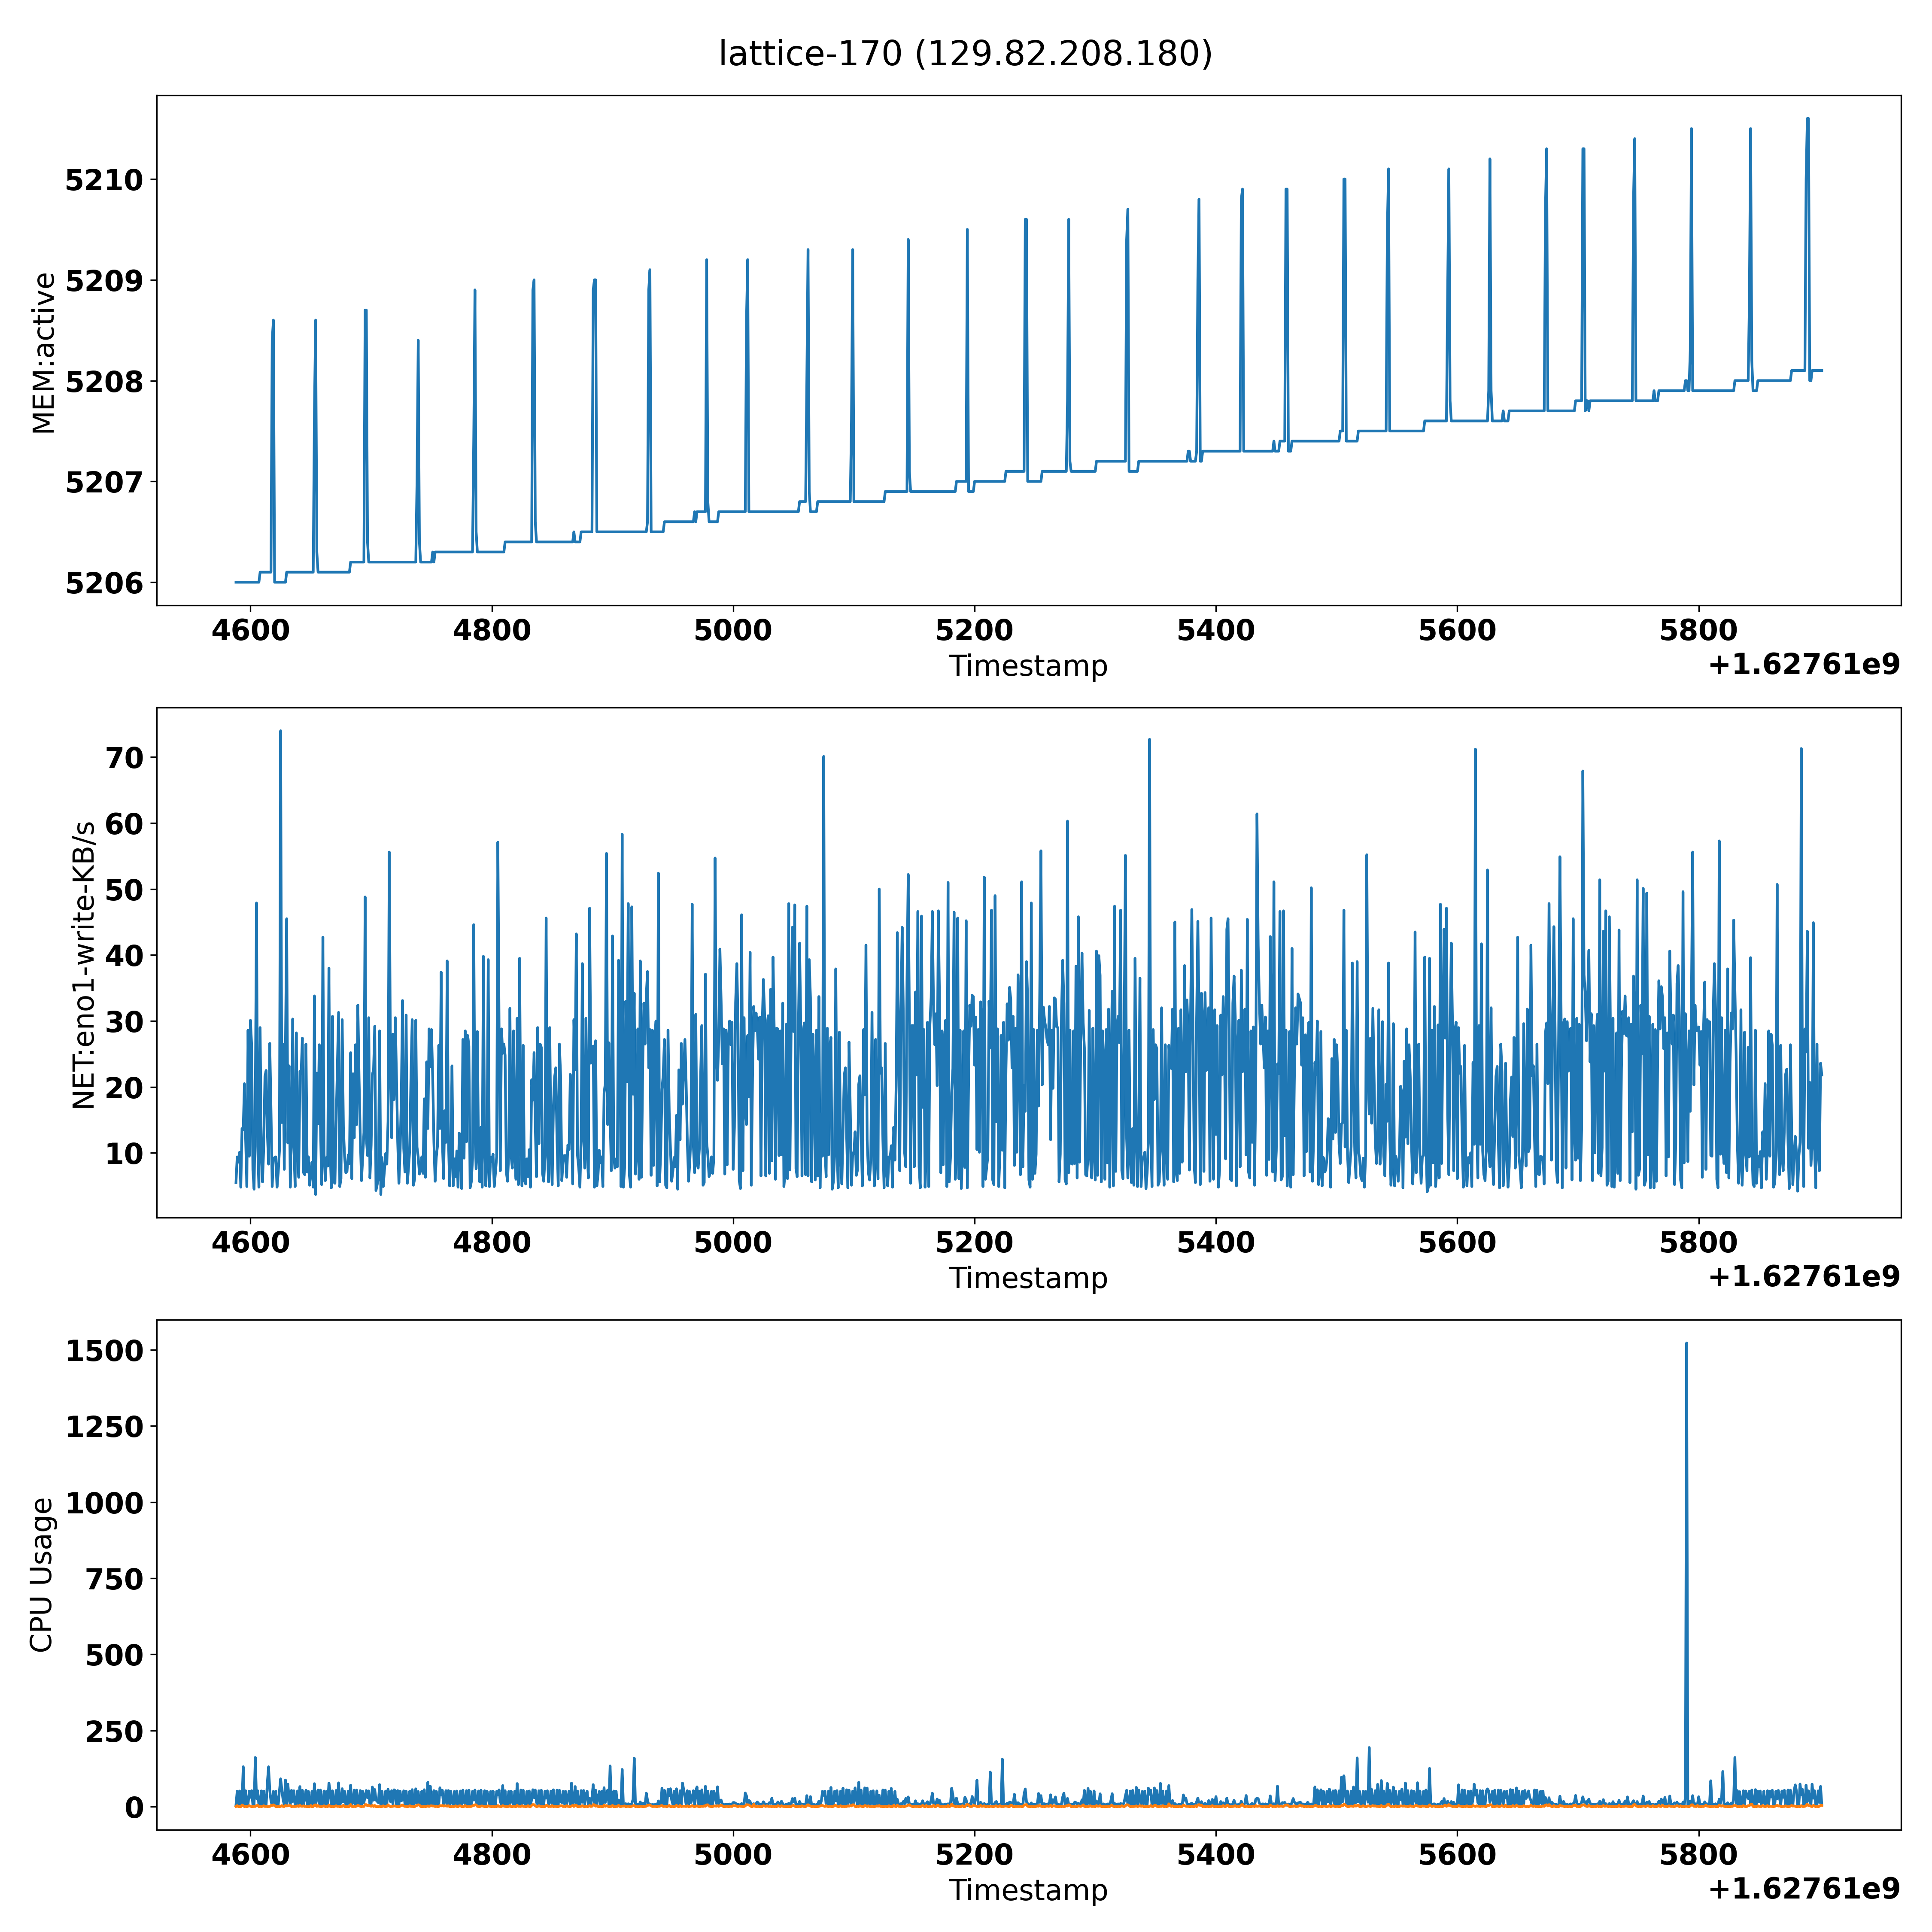 lattice-170 (129.82.208.180)
MEM:active
5210
5209
5208
5207
5206
4600 4800 5000 5200 5400 5600 5800
Timestamp
+1.62761e9
NET:eno1-write-KB/s
70
60
50
40
30
20
10
4600 4800 5000 5200 5400 5600 5800
Timestamp
+1.62761e9
CPU Usage
1500
1250
1000
750
500
250
0
4600 4800 5000 5200 5400 5600 5800
Timestamp
+1.62761e9